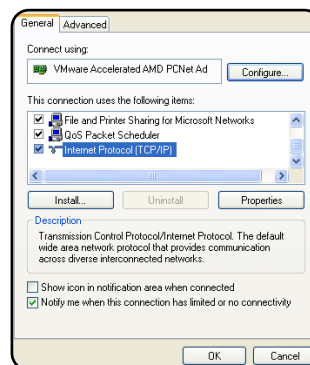 General Advanced
Connect using:
VMware Accelerated AMD PCNet Ad
Configure...
This connection uses the following items:
File and Printer Sharing for Microsoft Networks
QoS Packet Scheduler
Internet Protocol (TCP/IP)
Install... Uninstall Properties
Description
Transmission Control Protocol/Internet Protocol. The default
wide area network protocol that provides communication
across diverse interconnected networks.
Show icon in notification area when connected
Notify me when this connection has limited or no connectivity
OK Cancel